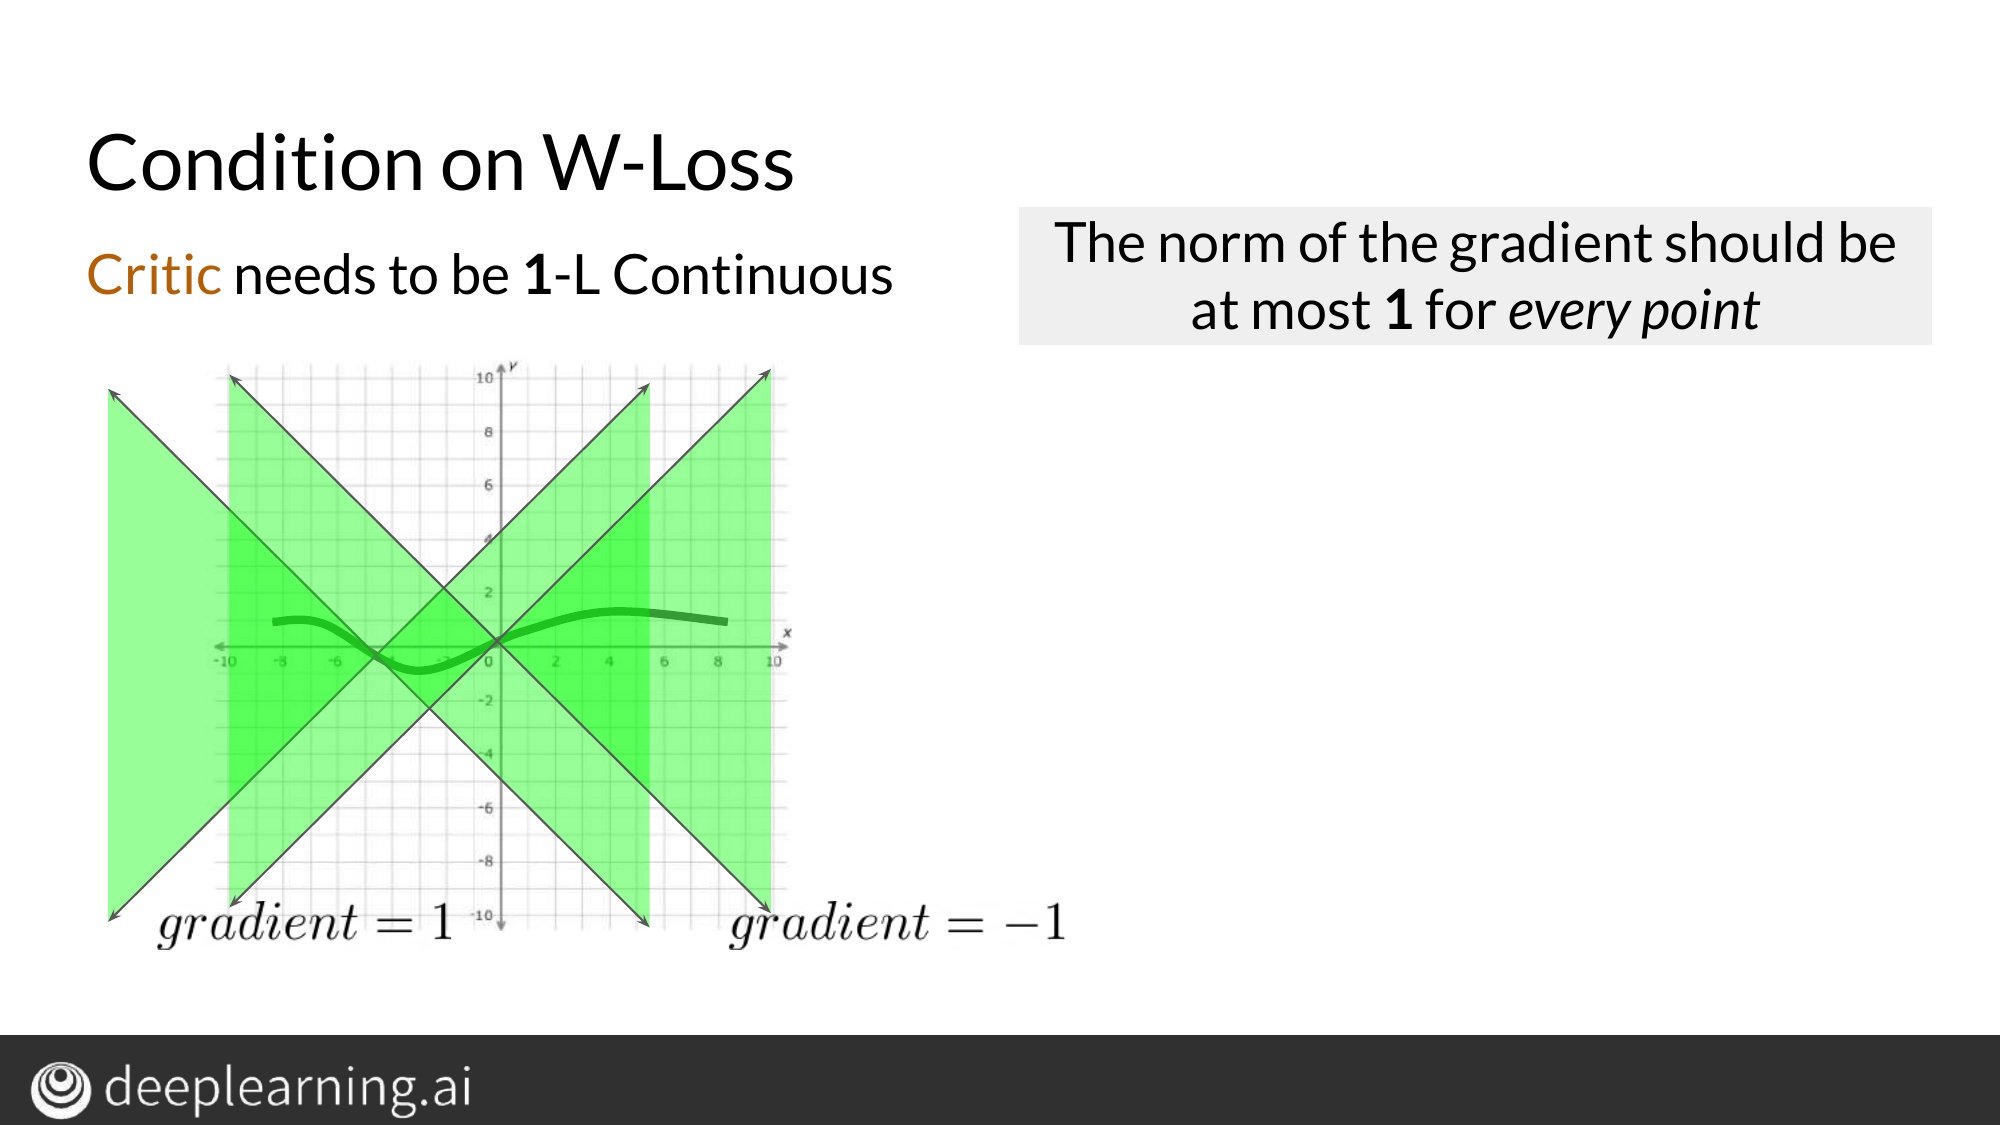 Condition on W-Loss
Critic needs to be 1-L Continuous
The norm of the gradient should be
at most 1 for every point
y
10
8
6
4
2
x
-10 -8 -6 -4 -2 0 2 4 6 8 10
-2
-4
-6
-8
-10
gradient = 1
gradient = −1
deeplearning.ai